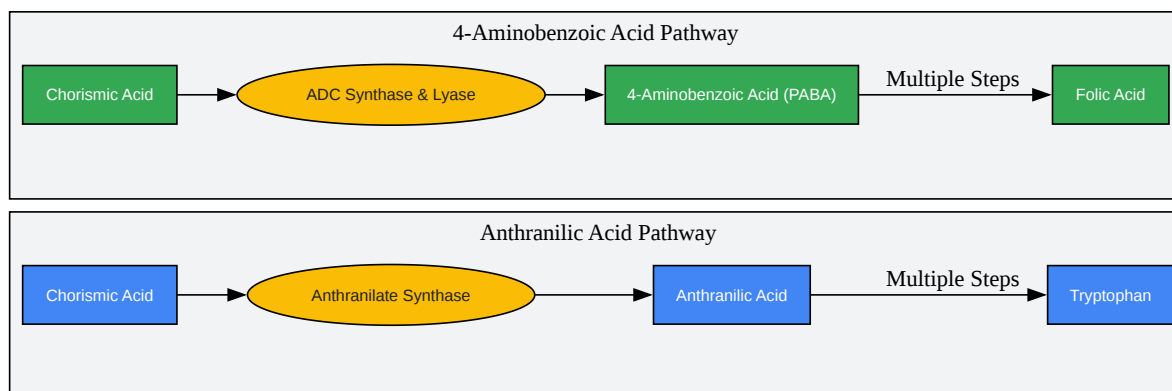 4-Aminobenzoic Acid Pathway
Chorismic Acid
ADC Synthase & Lyase
4-Aminobenzoic Acid (PABA)
Multiple Steps
Folic Acid
Anthranilic Acid Pathway
Chorismic Acid
Anthranilate Synthase
Anthranilic Acid
Multiple Steps
Tryptophan